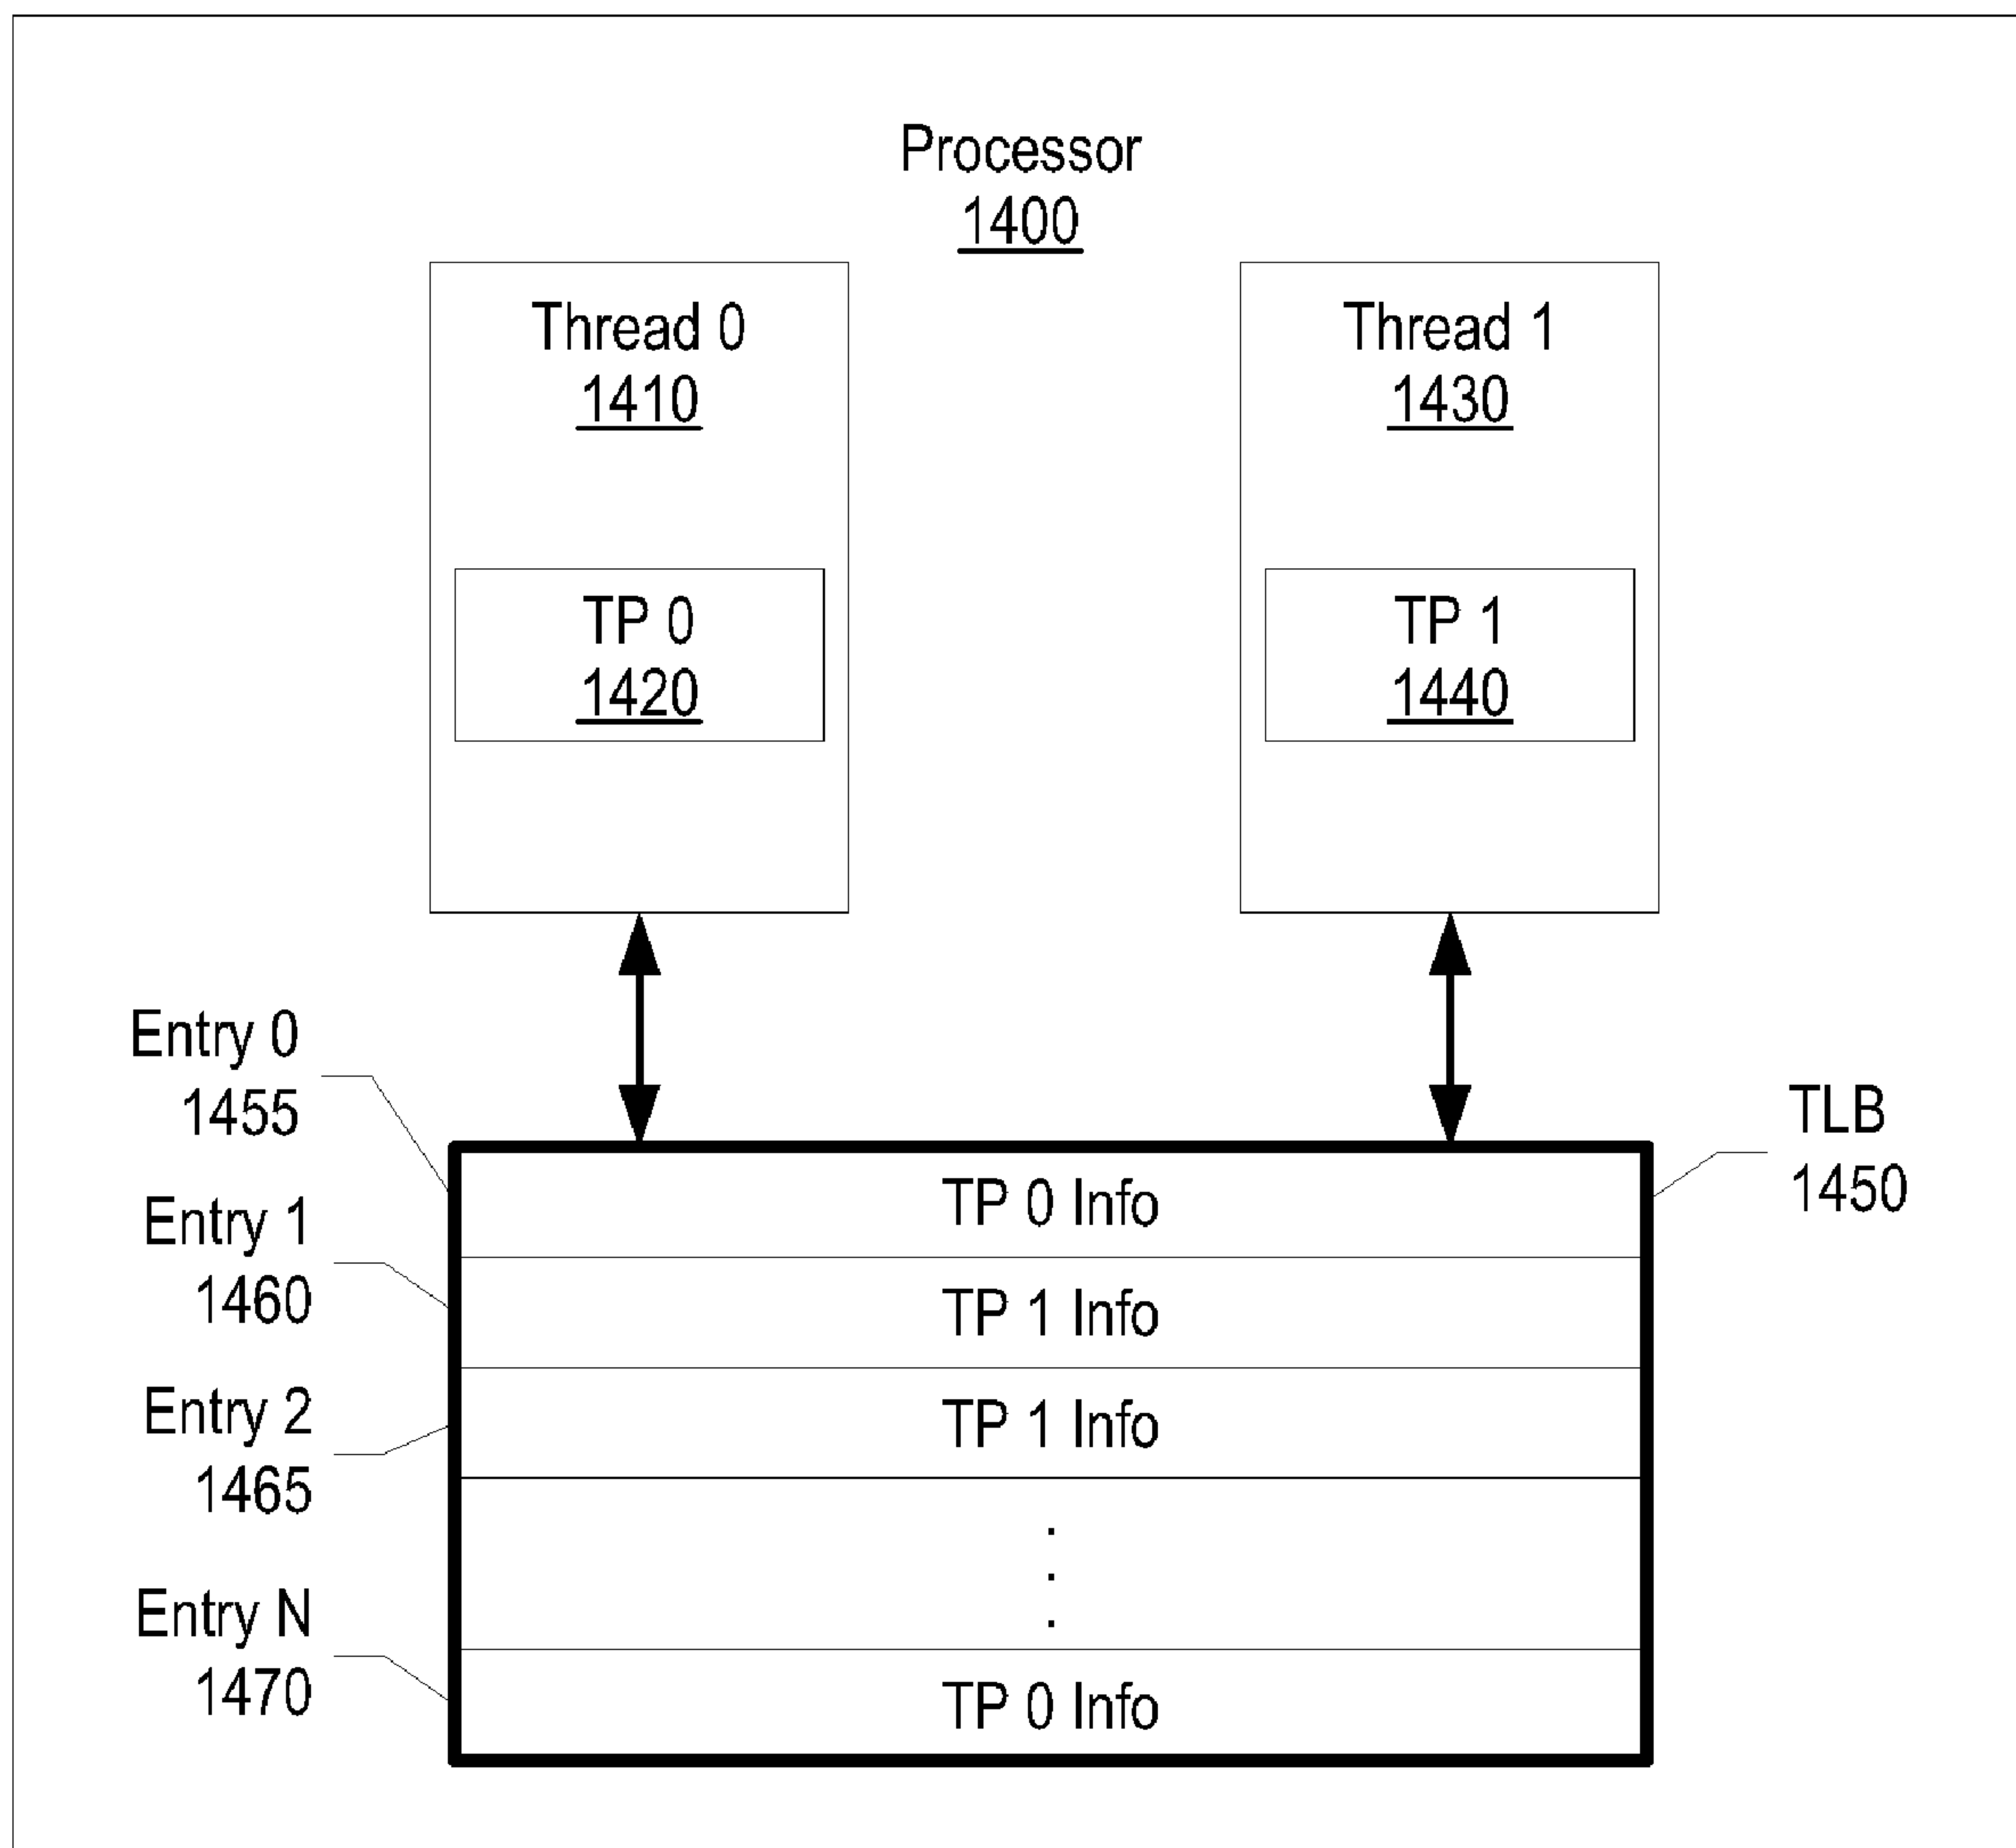 Processor
1400
Thread 0
1410
TP 0
1420
Thread 1
1430
TP 1
1440
Entry 0
1455
Entry 1
1460
Entry 2
1465
Entry N
1470
TLB
1450
TP 0 Info
TP 1 Info
TP 1 Info
.
.
.
TP 0 Info